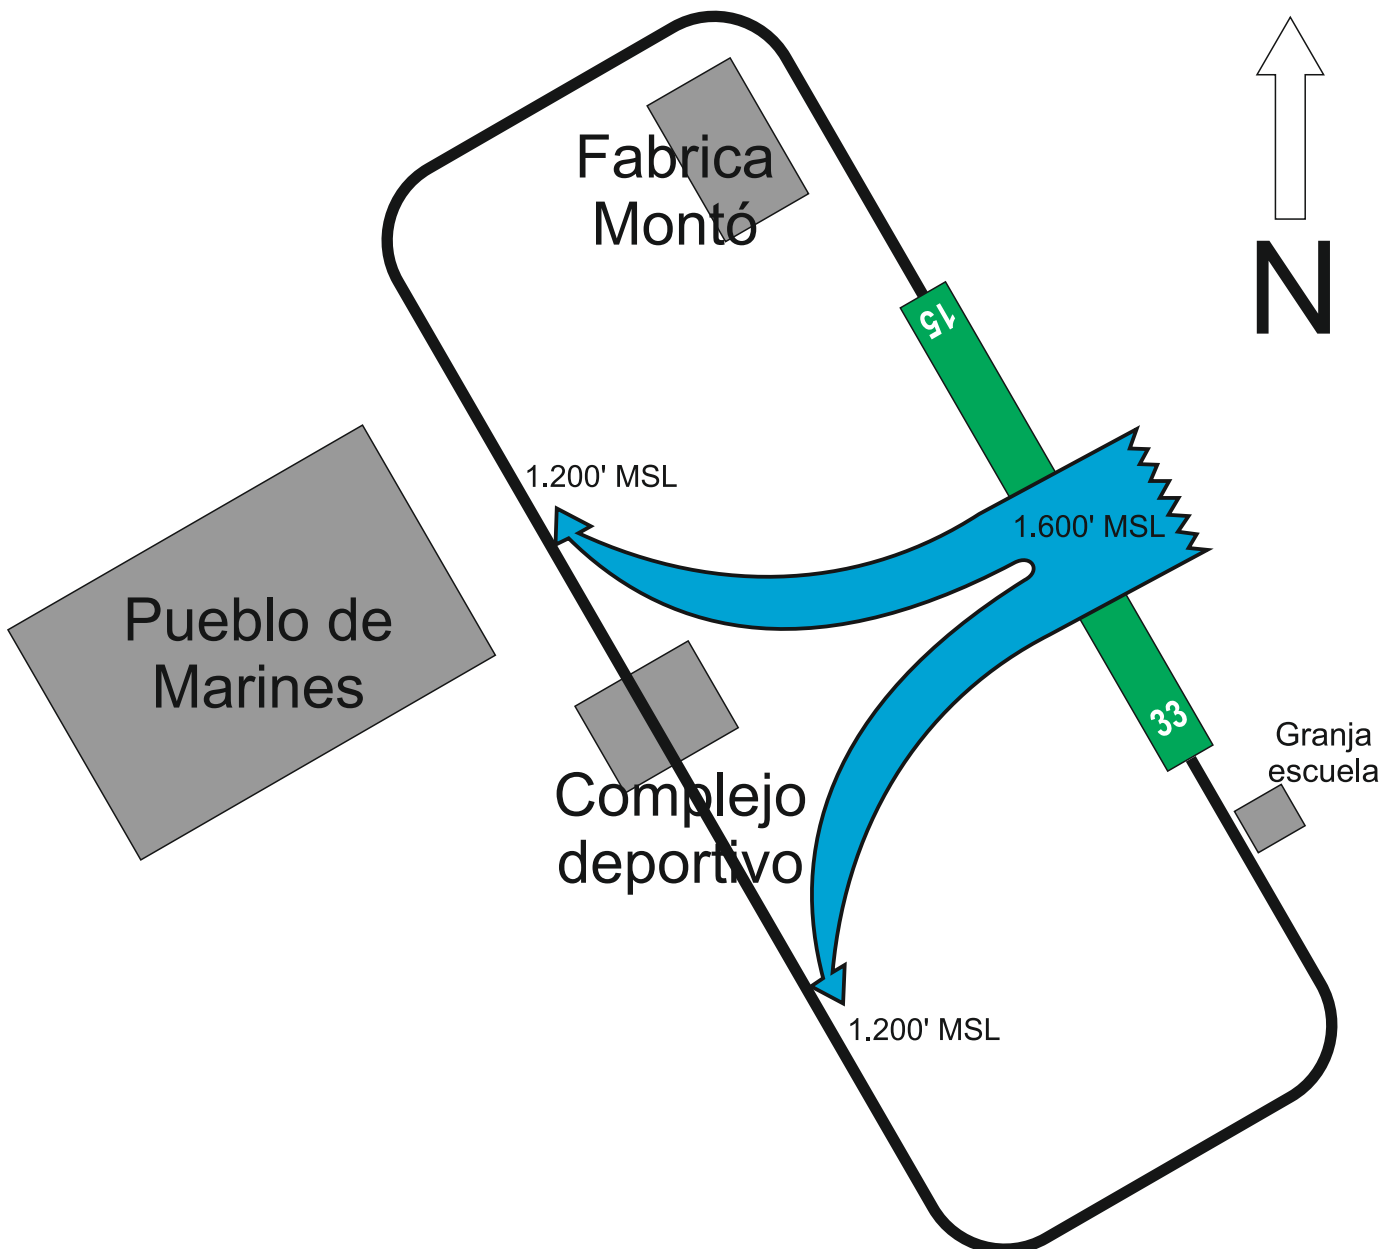 Fabrica
Montó
N
15
1.200' MSL
1.600' MSL
Pueblo de
Marines
33
Granja
escuela
Complejo
deportivo
1.200' MSL